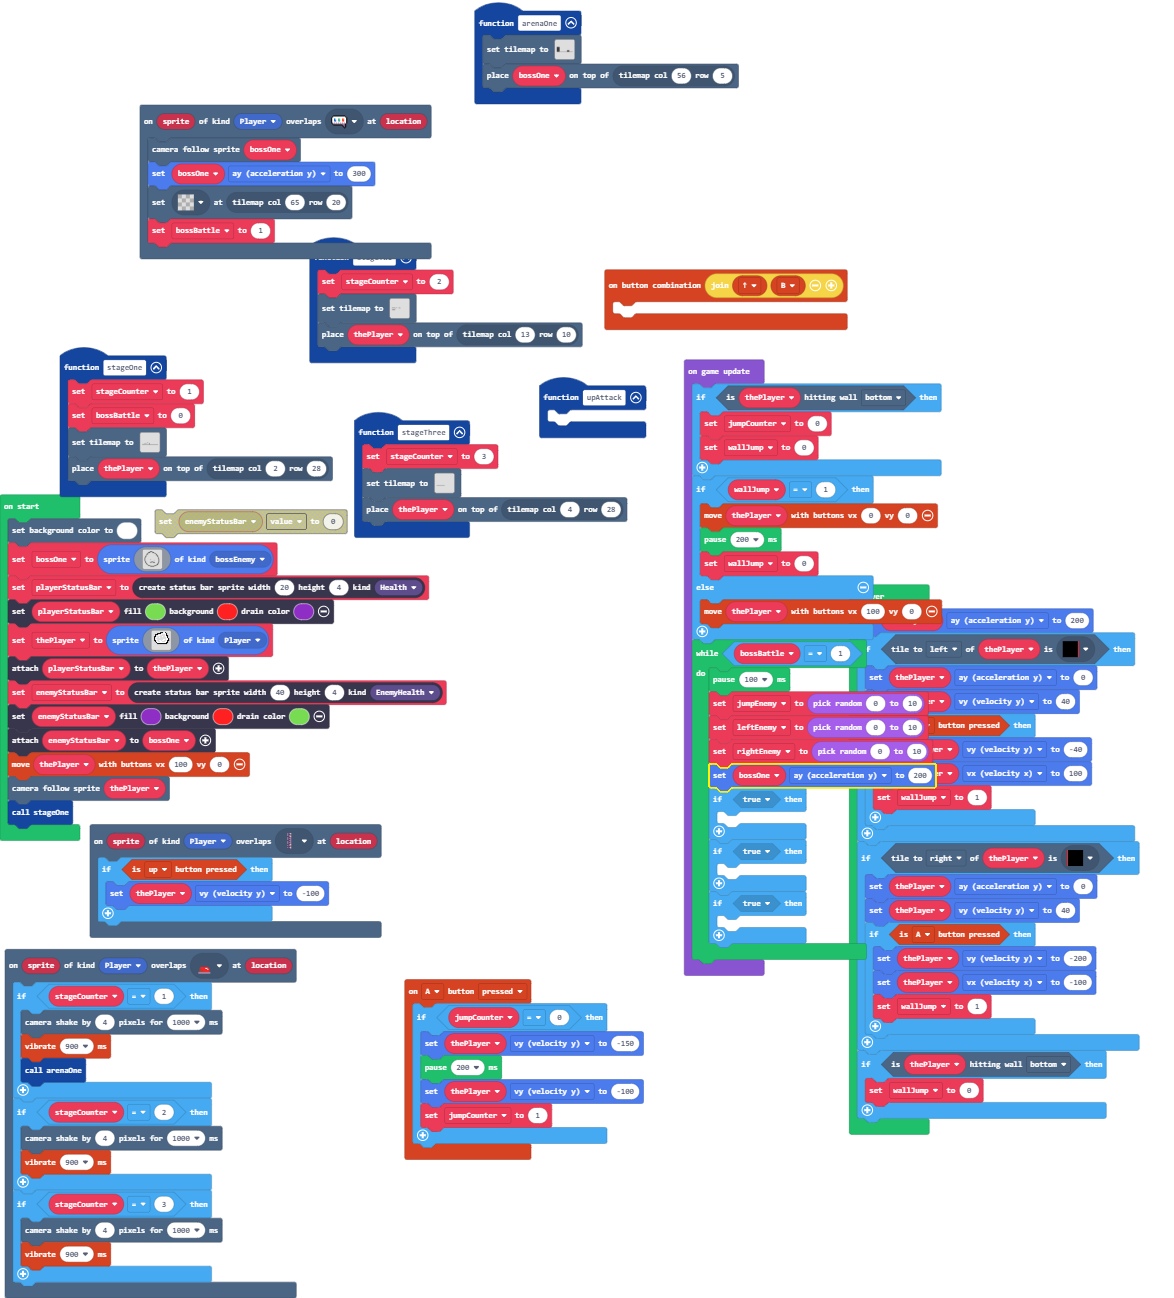 function arenaOne
set tilemap to
place bossOne on top of tilemap col 56 row 5
on sprite of kind Player overlaps at location
camera follow sprite bossOne
set bossOne ay (acceleration y) to 300
set at tilemap col 65 row 20
set bossBattle to 1
set stageCounter to 2
set tilemap to
place thePlayer on top of tilemap col 13 row 10
on button combination join ↑ B
function stageOne
set stageCounter to 1
set bossBattle to 0
set tilemap to
place thePlayer on top of tilemap col 2 row 28
function upAttack
function stageThree
set stageCounter to 3
set tilemap to
place thePlayer on top of tilemap col 4 row 28
set enemyStatusBar value to 0
on start
set background color to
set bossOne to sprite of kind bossEnemy
set playerStatusBar to create status bar sprite width 20 height 4 kind Health
set playerStatusBar fill background drain color
set thePlayer to sprite of kind Player
attach playerStatusBar to thePlayer
set enemyStatusBar to create status bar sprite width 40 height 4 kind EnemyHealth
set enemyStatusBar fill background drain color
attach enemyStatusBar to bossOne
move thePlayer with buttons vx 100 vy 0
camera follow sprite thePlayer
call stageOne
on game update
if is thePlayer hitting wall bottom then
set jumpCounter to 0
set wallJump to 0
if wallJump = 1 then
move thePlayer with buttons vx 0 vy 0
pause 200 ms
set wallJump to 0
else
move thePlayer with buttons vx 100 vy 0
while bossBattle = 1
do pause 100 ms
set jumpEnemy to pick random 0 to 10
set leftEnemy to pick random 0 to 10
set rightEnemy to pick random 0 to 10
set bossOne ay (acceleration y) to 200
if true then
if true then
if true then
ay (acceleration y) to 200
tile to left of thePlayer is then
set thePlayer ay (acceleration y) to 0
vy (velocity y) to 40
button pressed then
vy (velocity y) to -40
vx (velocity x) to 100
set wallJump to 1
if tile to right of thePlayer is then
set thePlayer ay (acceleration y) to 0
set thePlayer vy (velocity y) to 40
if is A button pressed then
set thePlayer vy (velocity y) to -200
set thePlayer vx (velocity x) to -100
set wallJump to 1
if is thePlayer hitting wall bottom then
set wallJump to 0
on sprite of kind Player overlaps at location
if is up button pressed then
set thePlayer vy (velocity y) to -100
on sprite of kind Player overlaps at location
if stageCounter = 1 then
camera shake by 4 pixels for 1000 ms
vibrate 900 ms
call arenaOne
if stageCounter = 2 then
camera shake by 4 pixels for 1000 ms
vibrate 900 ms
if stageCounter = 3 then
camera shake by 4 pixels for 1000 ms
vibrate 900 ms
on A button pressed
if jumpCounter = 0 then
set thePlayer vy (velocity y) to -150
pause 200 ms
set thePlayer vy (velocity y) to -100
set jumpCounter to 1